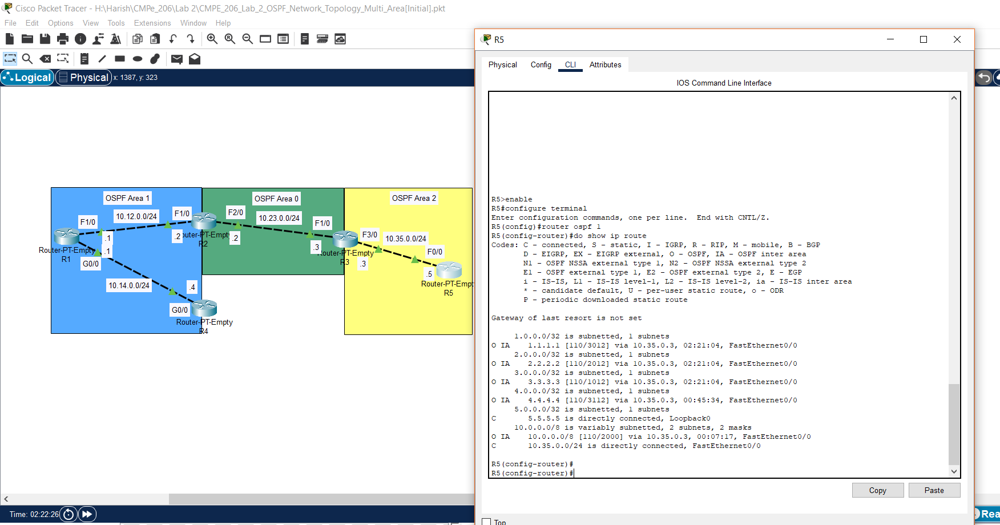 Cisco Packet Tracer - H:\Harish\CMPe_206\Lab 2\CMPE_206_Lab_2_OSPF_Network_Topology_Multi_Area[Initial].pkt
File Edit Options View Tools Extensions Window Help
Logical Physical x: 1387, y: 323
OSPF Area 1
OSPF Area 0
OSPF Area 2
F1/0
10.12.0.0/24
F1/0
F2/0
10.23.0.0/24
F1/0
F3/0
10.35.0.0/24
F0/0
.1
.2
.2
.3
.3
.5
.1
Router-PT-Empty
R1
outer-PT-Empty
R2
outer-PT-Empty
R3
Router-PT-Empt
R5
G0/0
10.14.0.0/24
.4
G0/0
Router-PT-Empty
R4
Time: 02:22:26
R5
Physical Config CLI Attributes
IOS Command Line Interface
R5>enable
R5#configure terminal
Enter configuration commands, one per line.  End with CNTL/Z.
R5(config)#router ospf 1
R5(config-router)#do show ip route
Codes: C - connected, S - static, I - IGRP, R - RIP, M - mobile, B - BGP
D - EIGRP, EX - EIGRP external, O - OSPF, IA - OSPF inter area
N1 - OSPF NSSA external type 1, N2 - OSPF NSSA external type 2
E1 - OSPF external type 1, E2 - OSPF external type 2, E - EGP
i - IS-IS, L1 - IS-IS level-1, L2 - IS-IS level-2, ia - IS-IS inter area
* - candidate default, U - per-user static route, o - ODR
P - periodic downloaded static route
Gateway of last resort is not set
1.0.0.0/32 is subnetted, 1 subnets
O IA 1.1.1.1 [110/3012] via 10.35.0.3, 02:21:04, FastEthernet0/0
2.0.0.0/32 is subnetted, 1 subnets
O IA 2.2.2.2 [110/2012] via 10.35.0.3, 02:21:04, FastEthernet0/0
3.0.0.0/32 is subnetted, 1 subnets
O IA 3.3.3.3 [110/1012] via 10.35.0.3, 02:21:04, FastEthernet0/0
4.0.0.0/32 is subnetted, 1 subnets
O IA 4.4.4.4 [110/3112] via 10.35.0.3, 00:45:34, FastEthernet0/0
5.0.0.0/32 is subnetted, 1 subnets
C 5.5.5.5 is directly connected, Loopback0
10.0.0.0/8 is variably subnetted, 2 subnets, 2 masks
O IA 10.0.0.0/8 [110/2000] via 10.35.0.3, 00:07:17, FastEthernet0/0
C 10.35.0.0/24 is directly connected, FastEthernet0/0
R5(config-router)#
R5(config-router)#
Copy Paste
Top
Rea